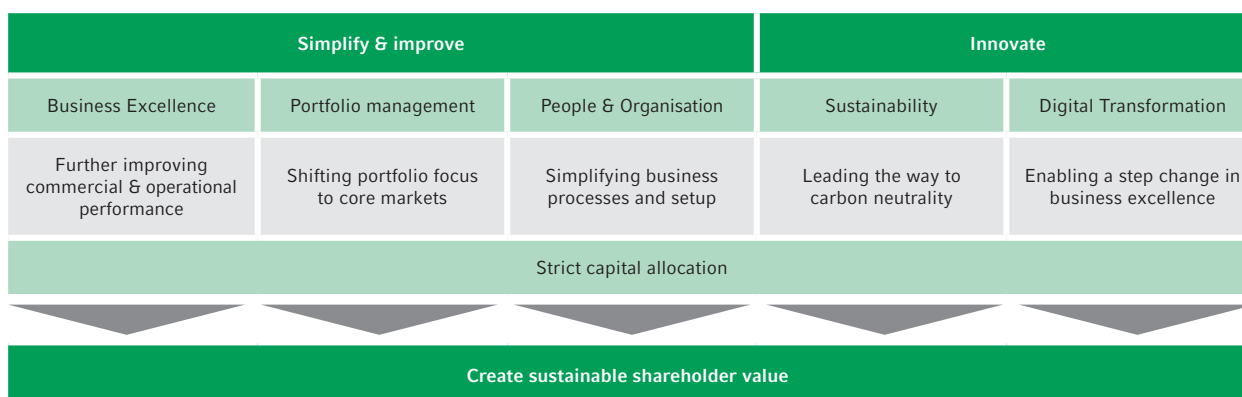 Simplify & improve
Innovate
Business Excellence
Portfolio management
People & Organisation
Sustainability
Digital Transformation
Further improving
commercial & operational
performance
Shifting portfolio focus
to core markets
Simplifying business
processes and setup
Leading the way to
carbon neutrality
Enabling a step change in
business excellence
Strict capital allocation
Create sustainable shareholder value